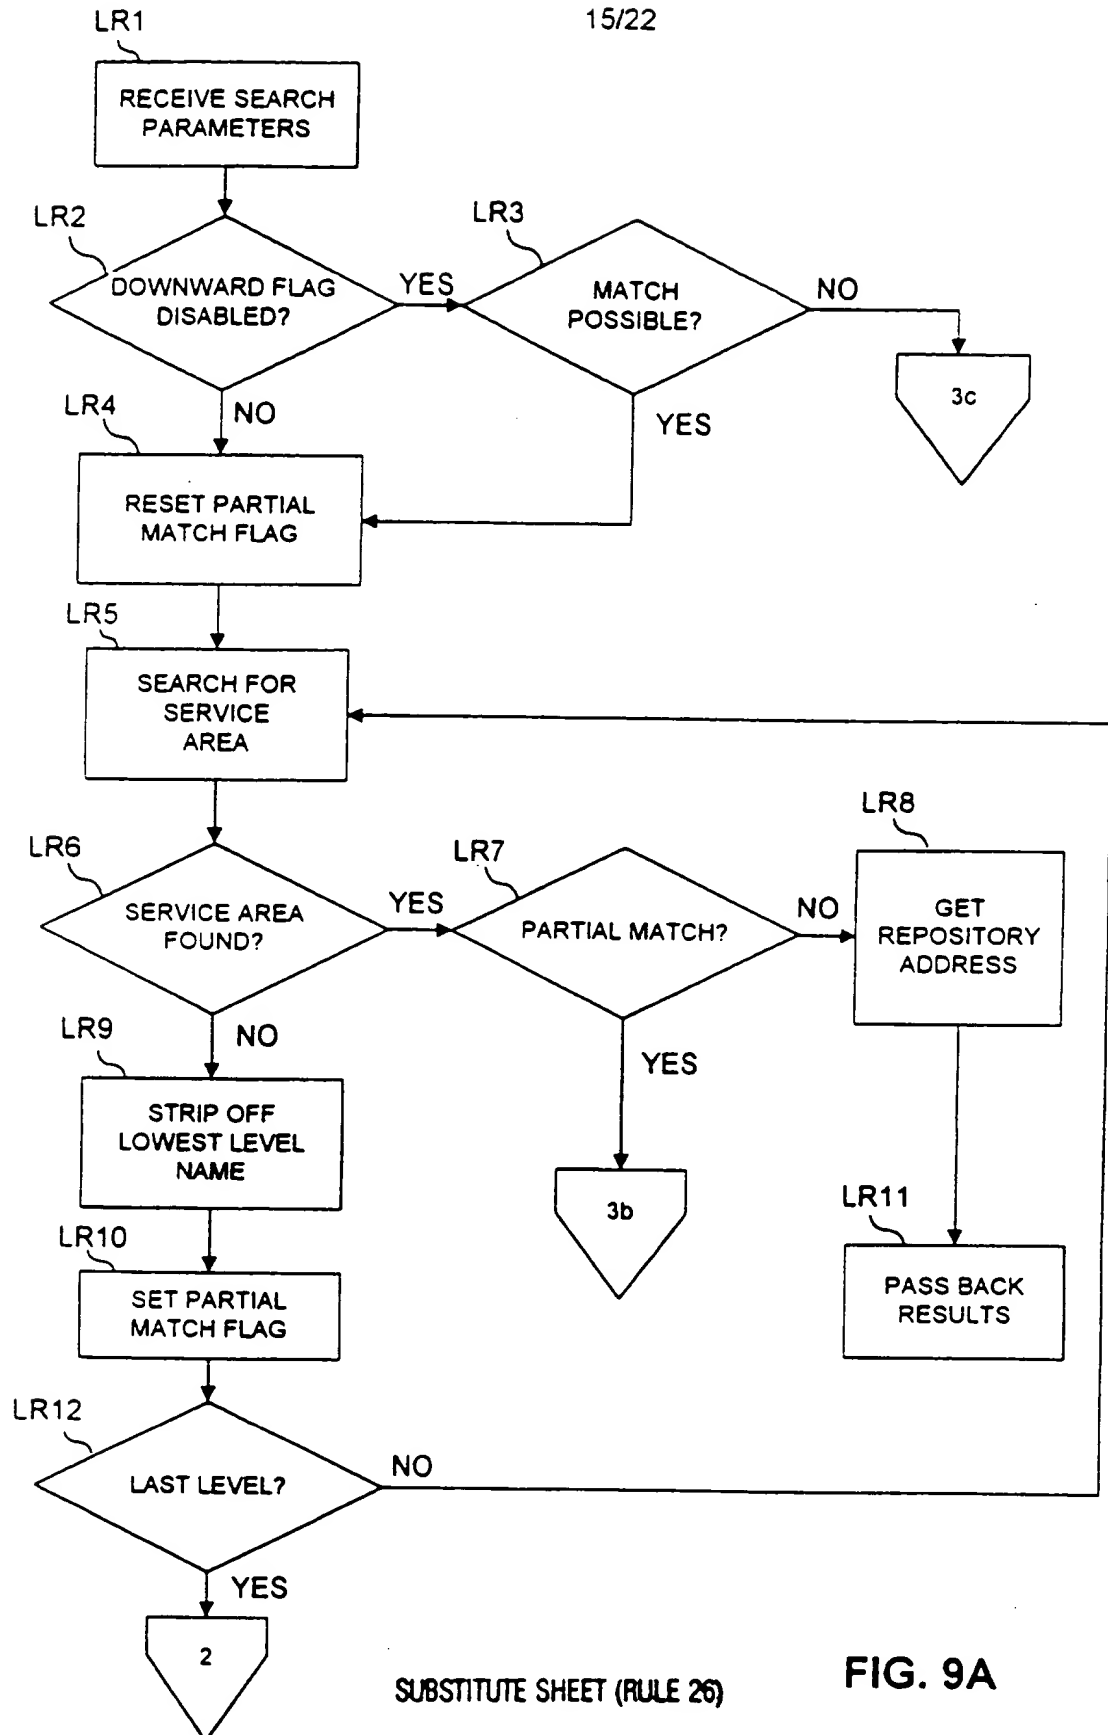 15/22
LR1
RECEIVE SEARCH
PARAMETERS
LR2
DOWNWARD FLAG
DISABLED?
YES
LR3
MATCH
POSSIBLE?
NO
3c
NO
YES
LR4
RESET PARTIAL
MATCH FLAG
LR5
SEARCH FOR
SERVICE
AREA
LR6
SERVICE AREA
FOUND?
YES
LR7
PARTIAL MATCH?
NO
LR8
GET
REPOSITORY
ADDRESS
NO
YES
LR9
STRIP OFF
LOWEST LEVEL
NAME
3b
LR11
PASS BACK
RESULTS
LR10
SET PARTIAL
MATCH FLAG
LR12
LAST LEVEL?
NO
YES
2
SUBSTITUTE SHEET (RULE 26)
FIG. 9A